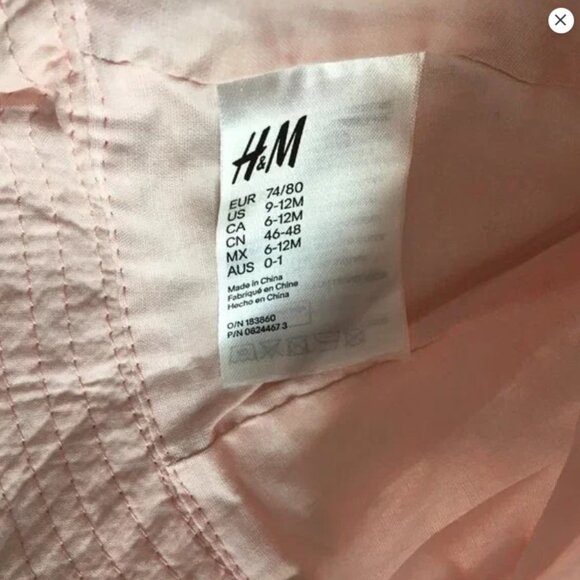 H&M
EUR 74/80
US 9-12M
CA 6-12M
CN 46-48
MX 6-12M
AUS 0-1
Made in China
Fabriqué en Chine
Hecho en China
O/N 183860
P/N 0824467 3